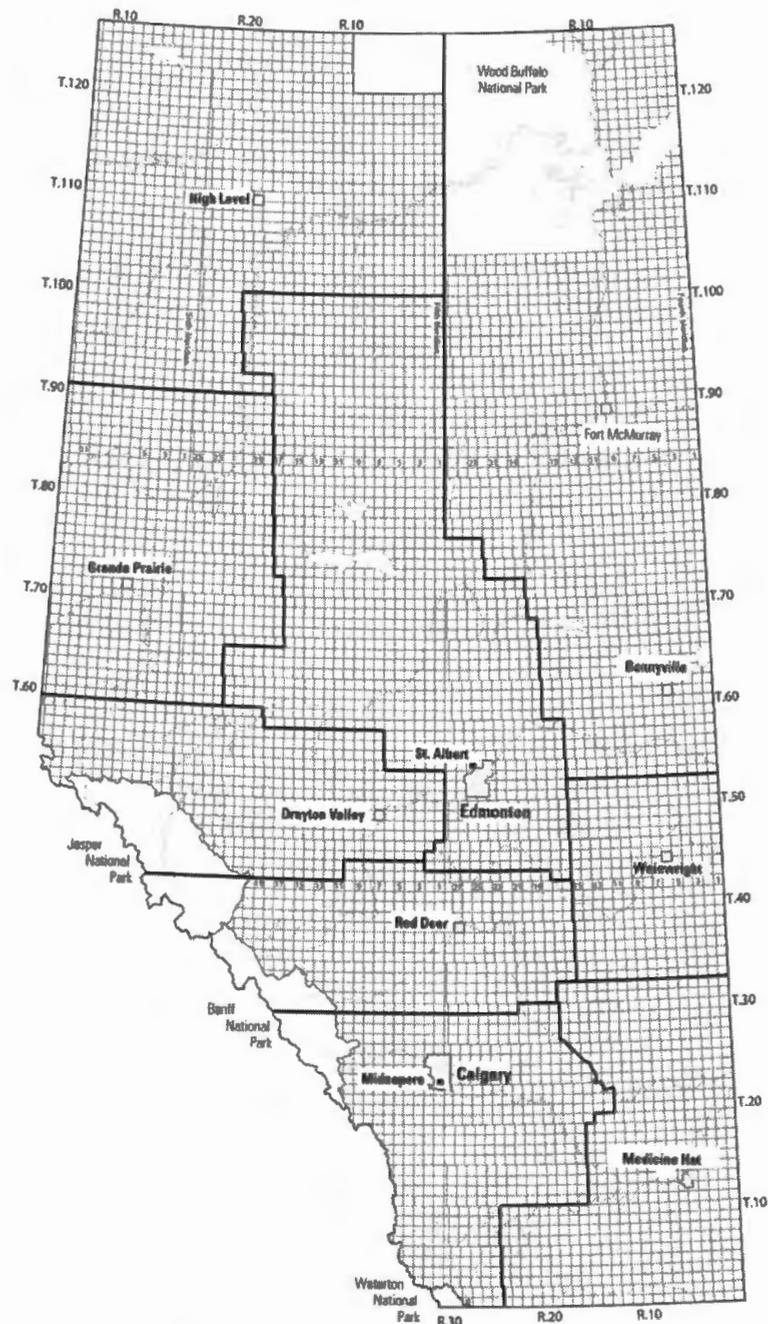 R.10
R.20
R.10
R.10
Wood Buffalo
National Park
T.120
T.120
T.110
T.110
High Level
T.100
T.100
Fifth Meridian
T.90
T.90
Fort McMurray
T.80
T.80
Grande Prairie
T.70
T.70
Bonnyville
T.60
T.60
St. Albert
T.50
Edmonton
Drayton Valley
Jasper
National
Park
Wainwright
T.40
Red Deer
T.30
Banff
National
Park
Midnapore
Calgary
T.20
Medicine Hat
T.10
Waterton
National
Park
R.30
R.20
R.10